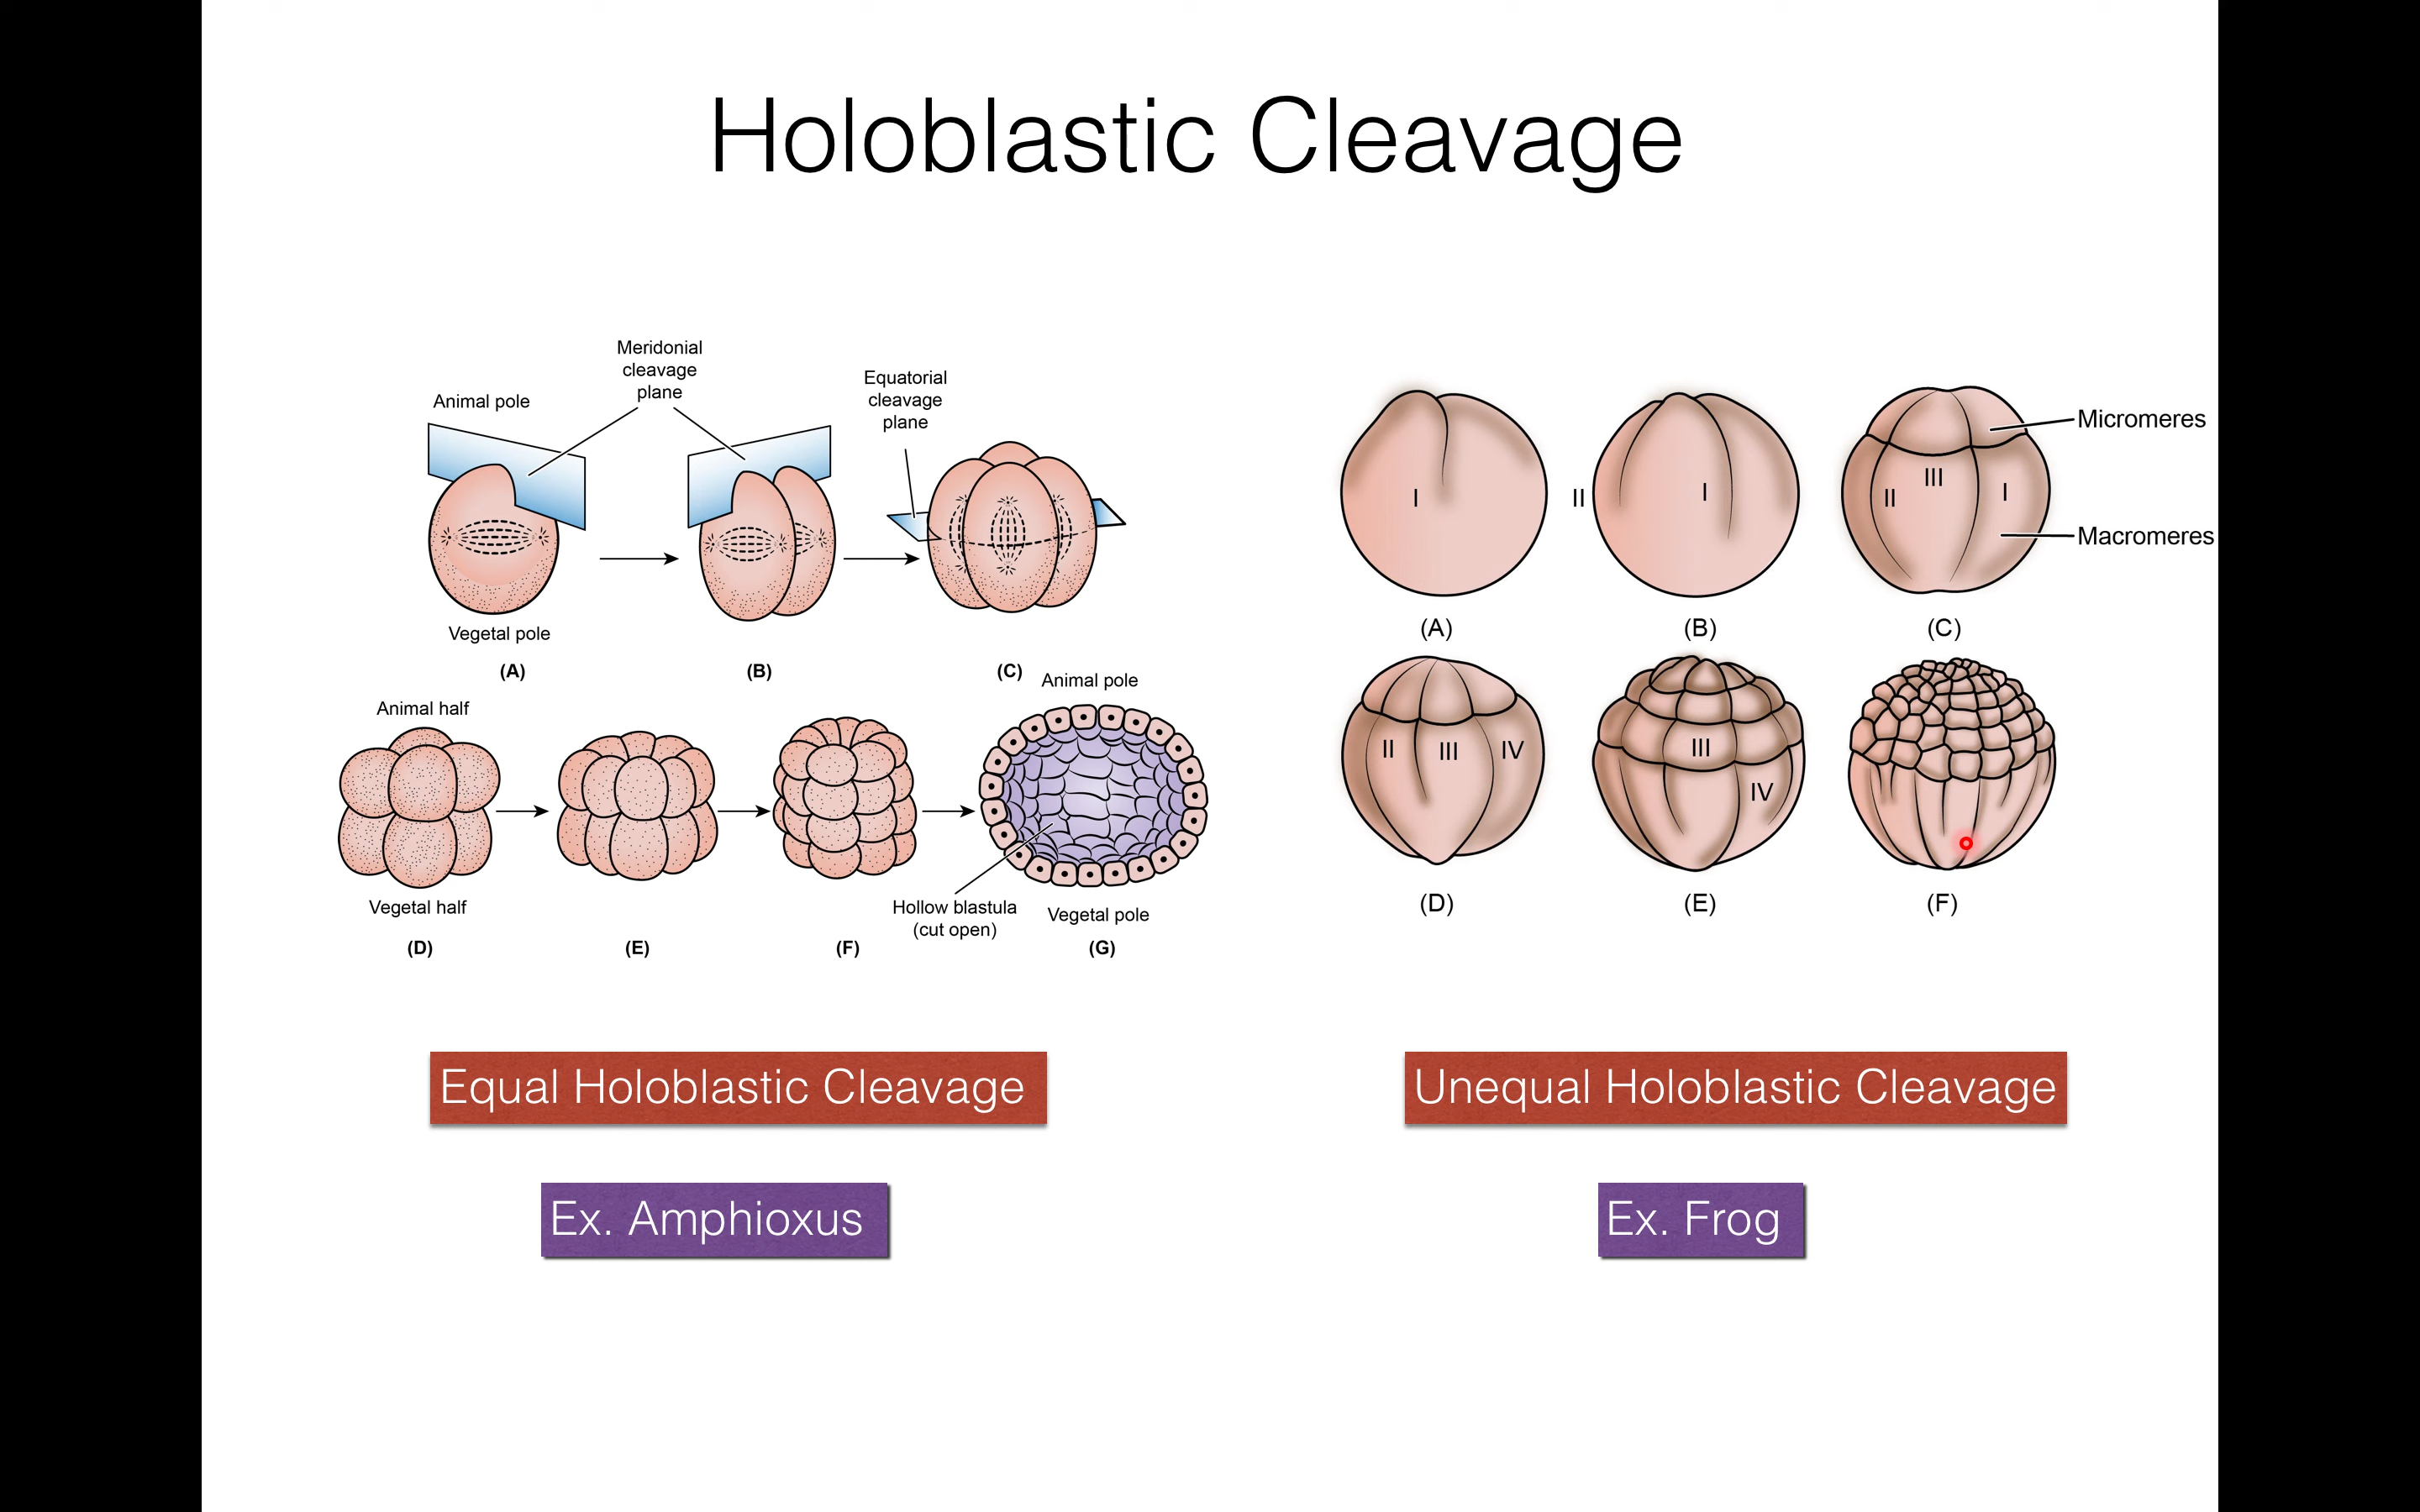 Holoblastic Cleavage
Meridonial
cleavage
plane
Animal pole
Equatorial
cleavage
plane
Vegetal pole
(A)
(B)
(C)
Animal half
Animal pole
Vegetal half
Hollow blastula
(cut open)
Vegetal pole
(D)
(E)
(F)
(G)
Micromeres
I
II
I
II
III
I
Macromeres
(A)
(B)
(C)
II
III
IV
III
IV
(D)
(E)
(F)
Equal Holoblastic Cleavage
Unequal Holoblastic Cleavage
Ex. Amphioxus
Ex. Frog